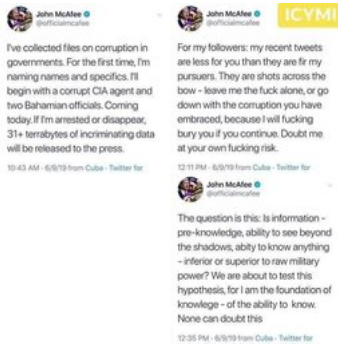 John McAfee
@officialmcafee
I've collected files on corruption in
governments. For the first time, I'm
naming names and specifics. I'll
begin with a corrupt CIA agent and
two Bahamian officials. Coming
today. If I'm arrested or disappear,
31+ terrabytes of incriminating data
will be released to the press.
10:43 AM · 6/9/19 from Cuba · Twitter for
ICYMI
John McAfee
@officialmcafee
For my followers: my recent tweets
are less for you than they are fir my
pursuers. They are shots across the
bow - leave me the fuck alone, or go
down with the corruption you have
embraced, because I will fucking
bury you if you continue. Doubt me
at your own fucking risk.
12:11 PM · 6/9/19 from Cuba · Twitter for
John McAfee
@officialmcafee
The question is this: Is information -
pre-knowledge, ability to see beyond
the shadows, abity to know anything
- inferior or superior to raw military
power? We are about to test this
hypothesis, for I am the foundation of
knowlege - of the ability to know.
None can doubt this
12:35 PM · 6/9/19 from Cuba · Twitter for